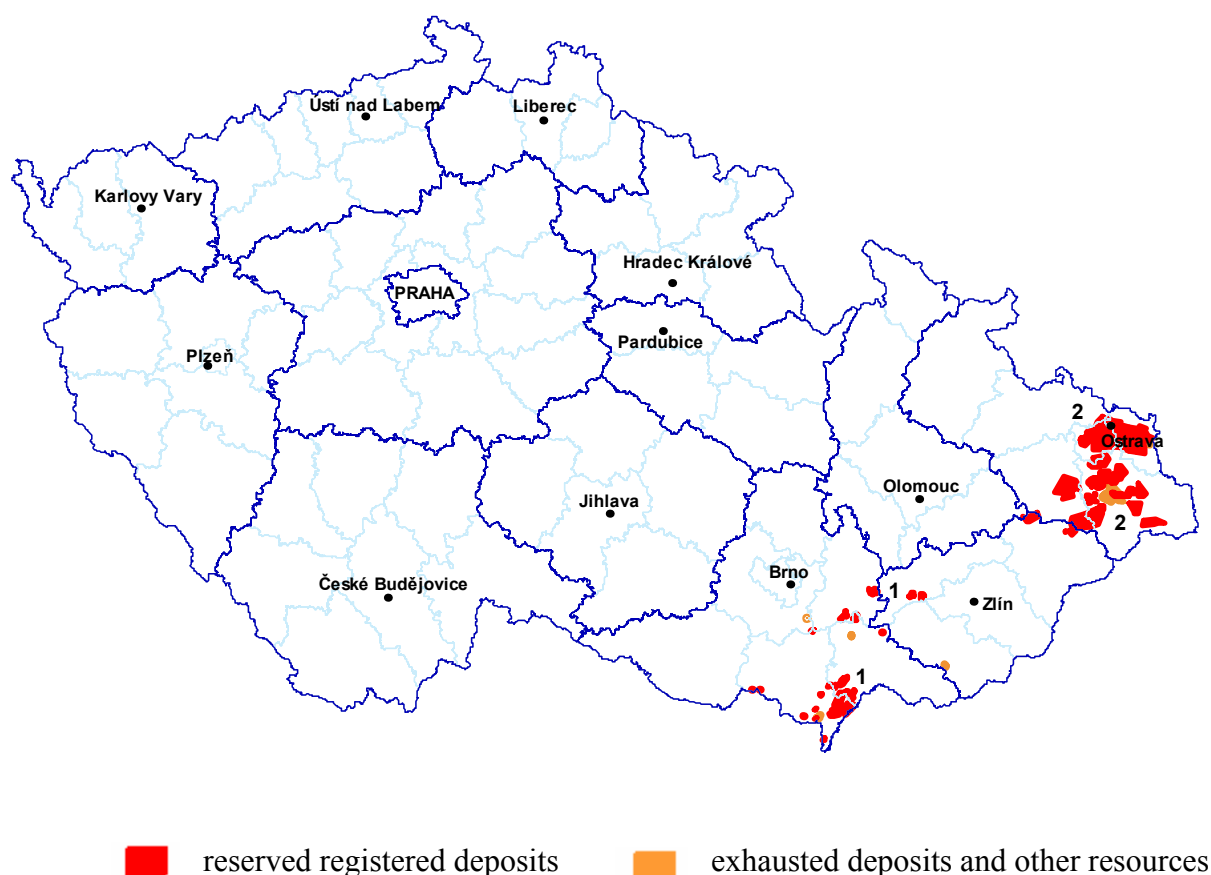 Ústí nad Labem
Liberec
Karlovy Vary
Hradec Králové
PRAHA
Pardubice
Plzeň
2
Ostrava
Olomouc
Jihlava
2
Brno
České Budějovice
1
Zlín
1
reserved registered deposits
exhausted deposits and other resources